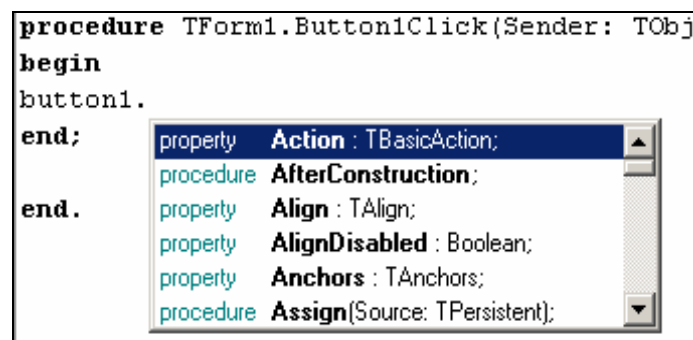 procedure TForm1.Button1Click(Sender: TObj
begin
button1.
end;
property Action : TBasicAction;
procedure AfterConstruction;
end.
property Align : TAlign;
property AlignDisabled : Boolean;
property Anchors : TAnchors;
procedure Assign(Source: TPersistent);